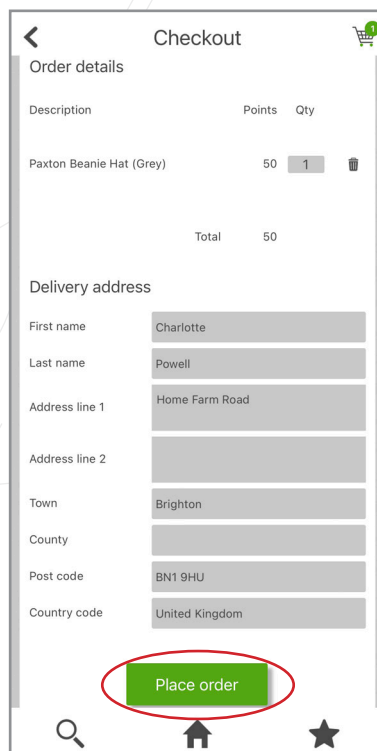 Checkout
1
Order details
Description Points Qty
Paxton Beanie Hat (Grey) 50 1
Total 50
Delivery address
First name Charlotte
Last name Powell
Address line 1 Home Farm Road
Address line 2
Town Brighton
County
Post code BN1 9HU
Country code United Kingdom
Place order